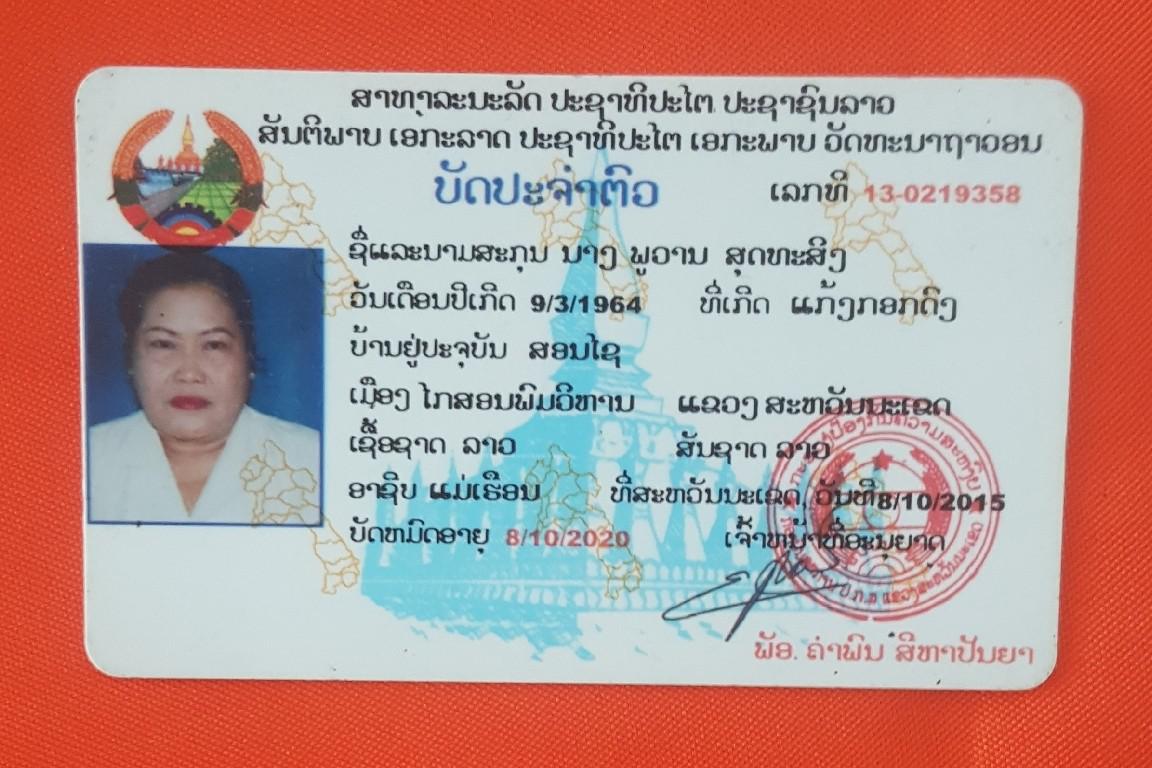 ສາທາລະນະລັດ ປະຊາທິປະໄຕ ປະຊາຊົນລາວ
ສັນຕິພາບ ເອກະລາດ ປະຊາທິປະໄຕ ເອກະພາບ ວັດທະນາຖາວອນ
ບັດປະຈຳຕົວ ເລກທີ 13-0219358
ຊື່ແລະນາມສະກຸນ ນາງ ພູວານ ສຸດທະສິງ
ວັນເດືອນປີເກີດ 9/3/1964 ທີ່ເກີດ ແກ້ງກອກດົງ
ບ້ານຢູ່ປະຈຸບັນ ສອນໄຊ
ເມືອງ ໄກສອນພົມວິຫານ ແຂວງ ສະຫວັນນະເຂດ
ເຊື້ອຊາດ ລາວ ສັນຊາດ ລາວ
ອາຊີບ ແມ່ເຮືອນ ທີ່ສະຫວັນນະເຂດ, ວັນທີ 8/10/2015
ບັດຫມົດອາຍຸ 8/10/2020 ເຈົ້າຫນ້າທີ່ອະນຸຍາດ
ພັອ. ຄຳພົນ ສີຫາປັນຍາ